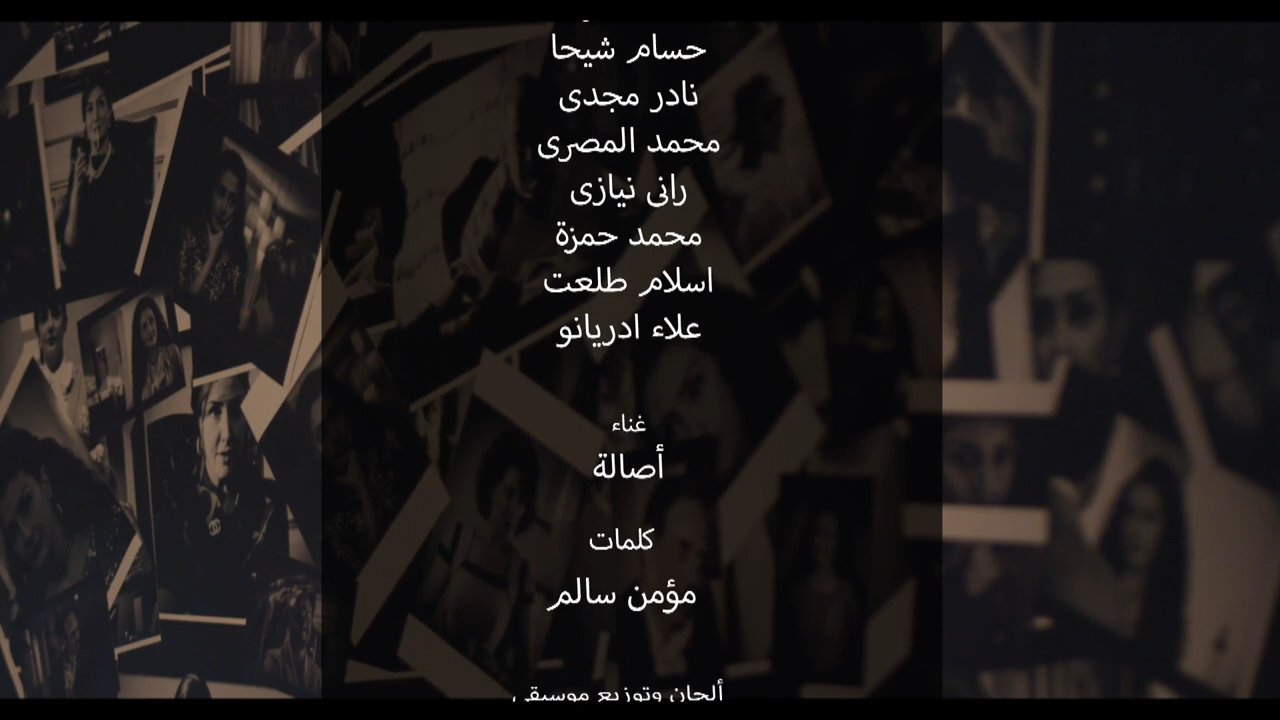 حسام شيحا
نادر مجدى
محمد المصرى
رانى نيازى
محمد حمزة
اسلام طلعت
علاء ادريانو
غناء
أصالة
كلمات
مؤمن سالم
ألحان وتوزيع موسيقى